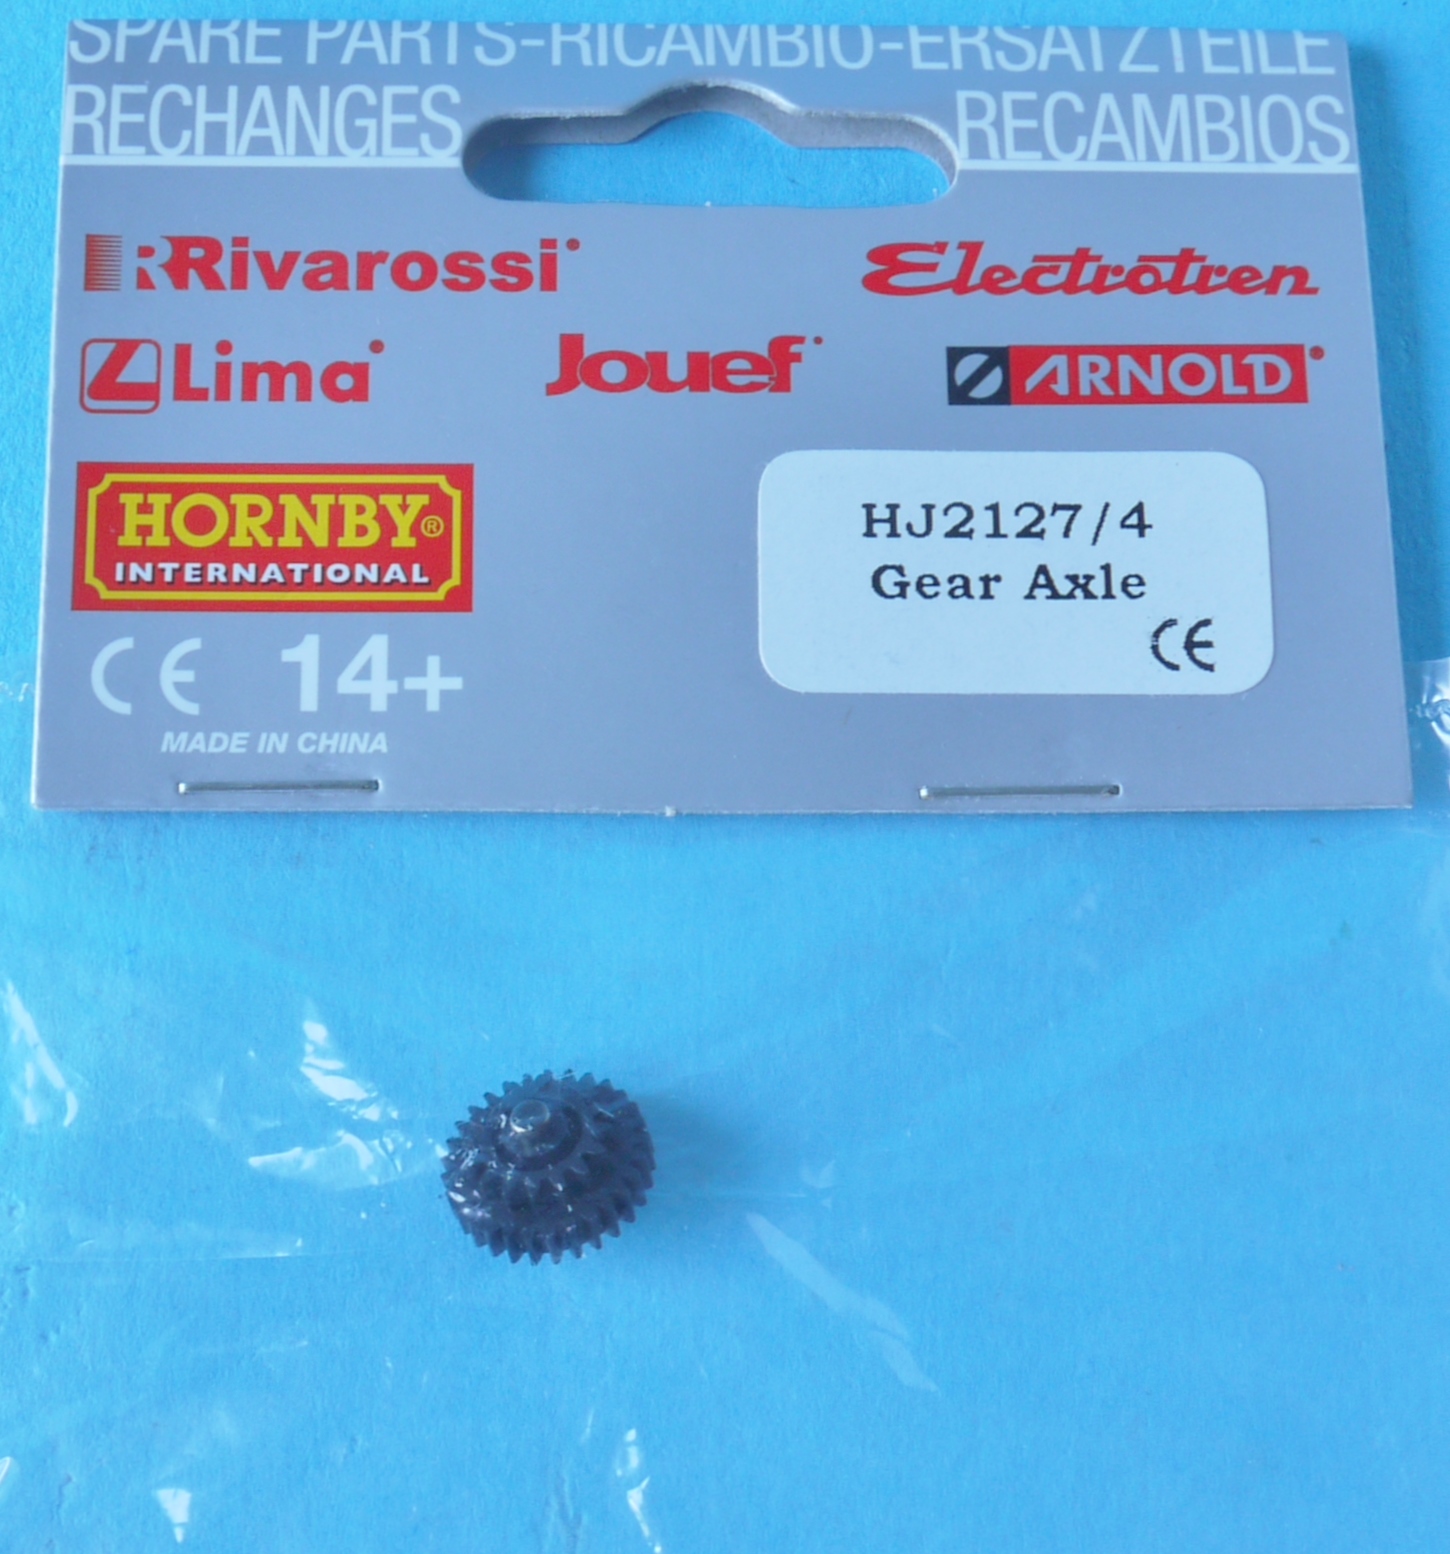 SPARE PARTS-RICAMBIO-ERSATZTEILE
RECHANGES RECAMBIOS
Rivarossi Electrotren
Lima Jouef ARNOLD
HORNBY®
INTERNATIONAL
HJ2127/4
Gear Axle
CE
CE 14+
MADE IN CHINA